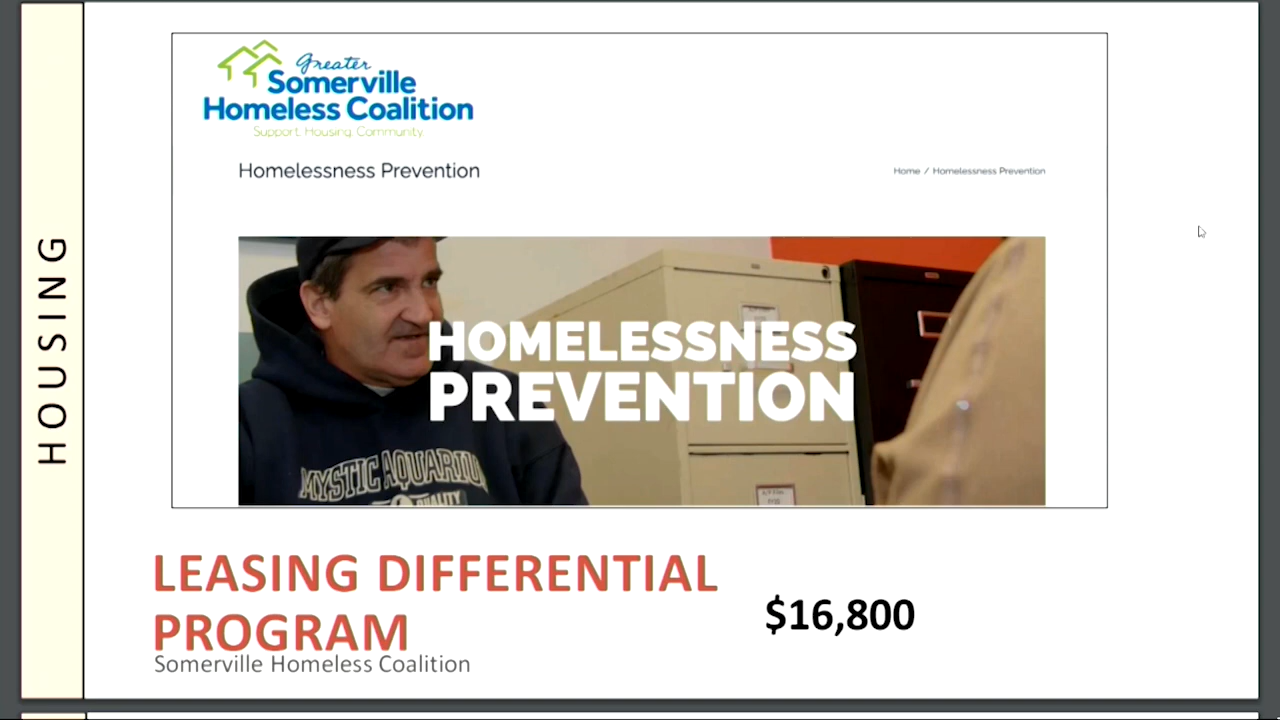 HOUSING
Greater
Somerville
Homeless Coalition
Support. Housing. Community.
Homelessness Prevention
Home / Homelessness Prevention
HOMELESSNESS
PREVENTION
MYSTIC AQUARIUM
QUALITY
LEASING DIFFERENTIAL
PROGRAM
$16,800
Somerville Homeless Coalition